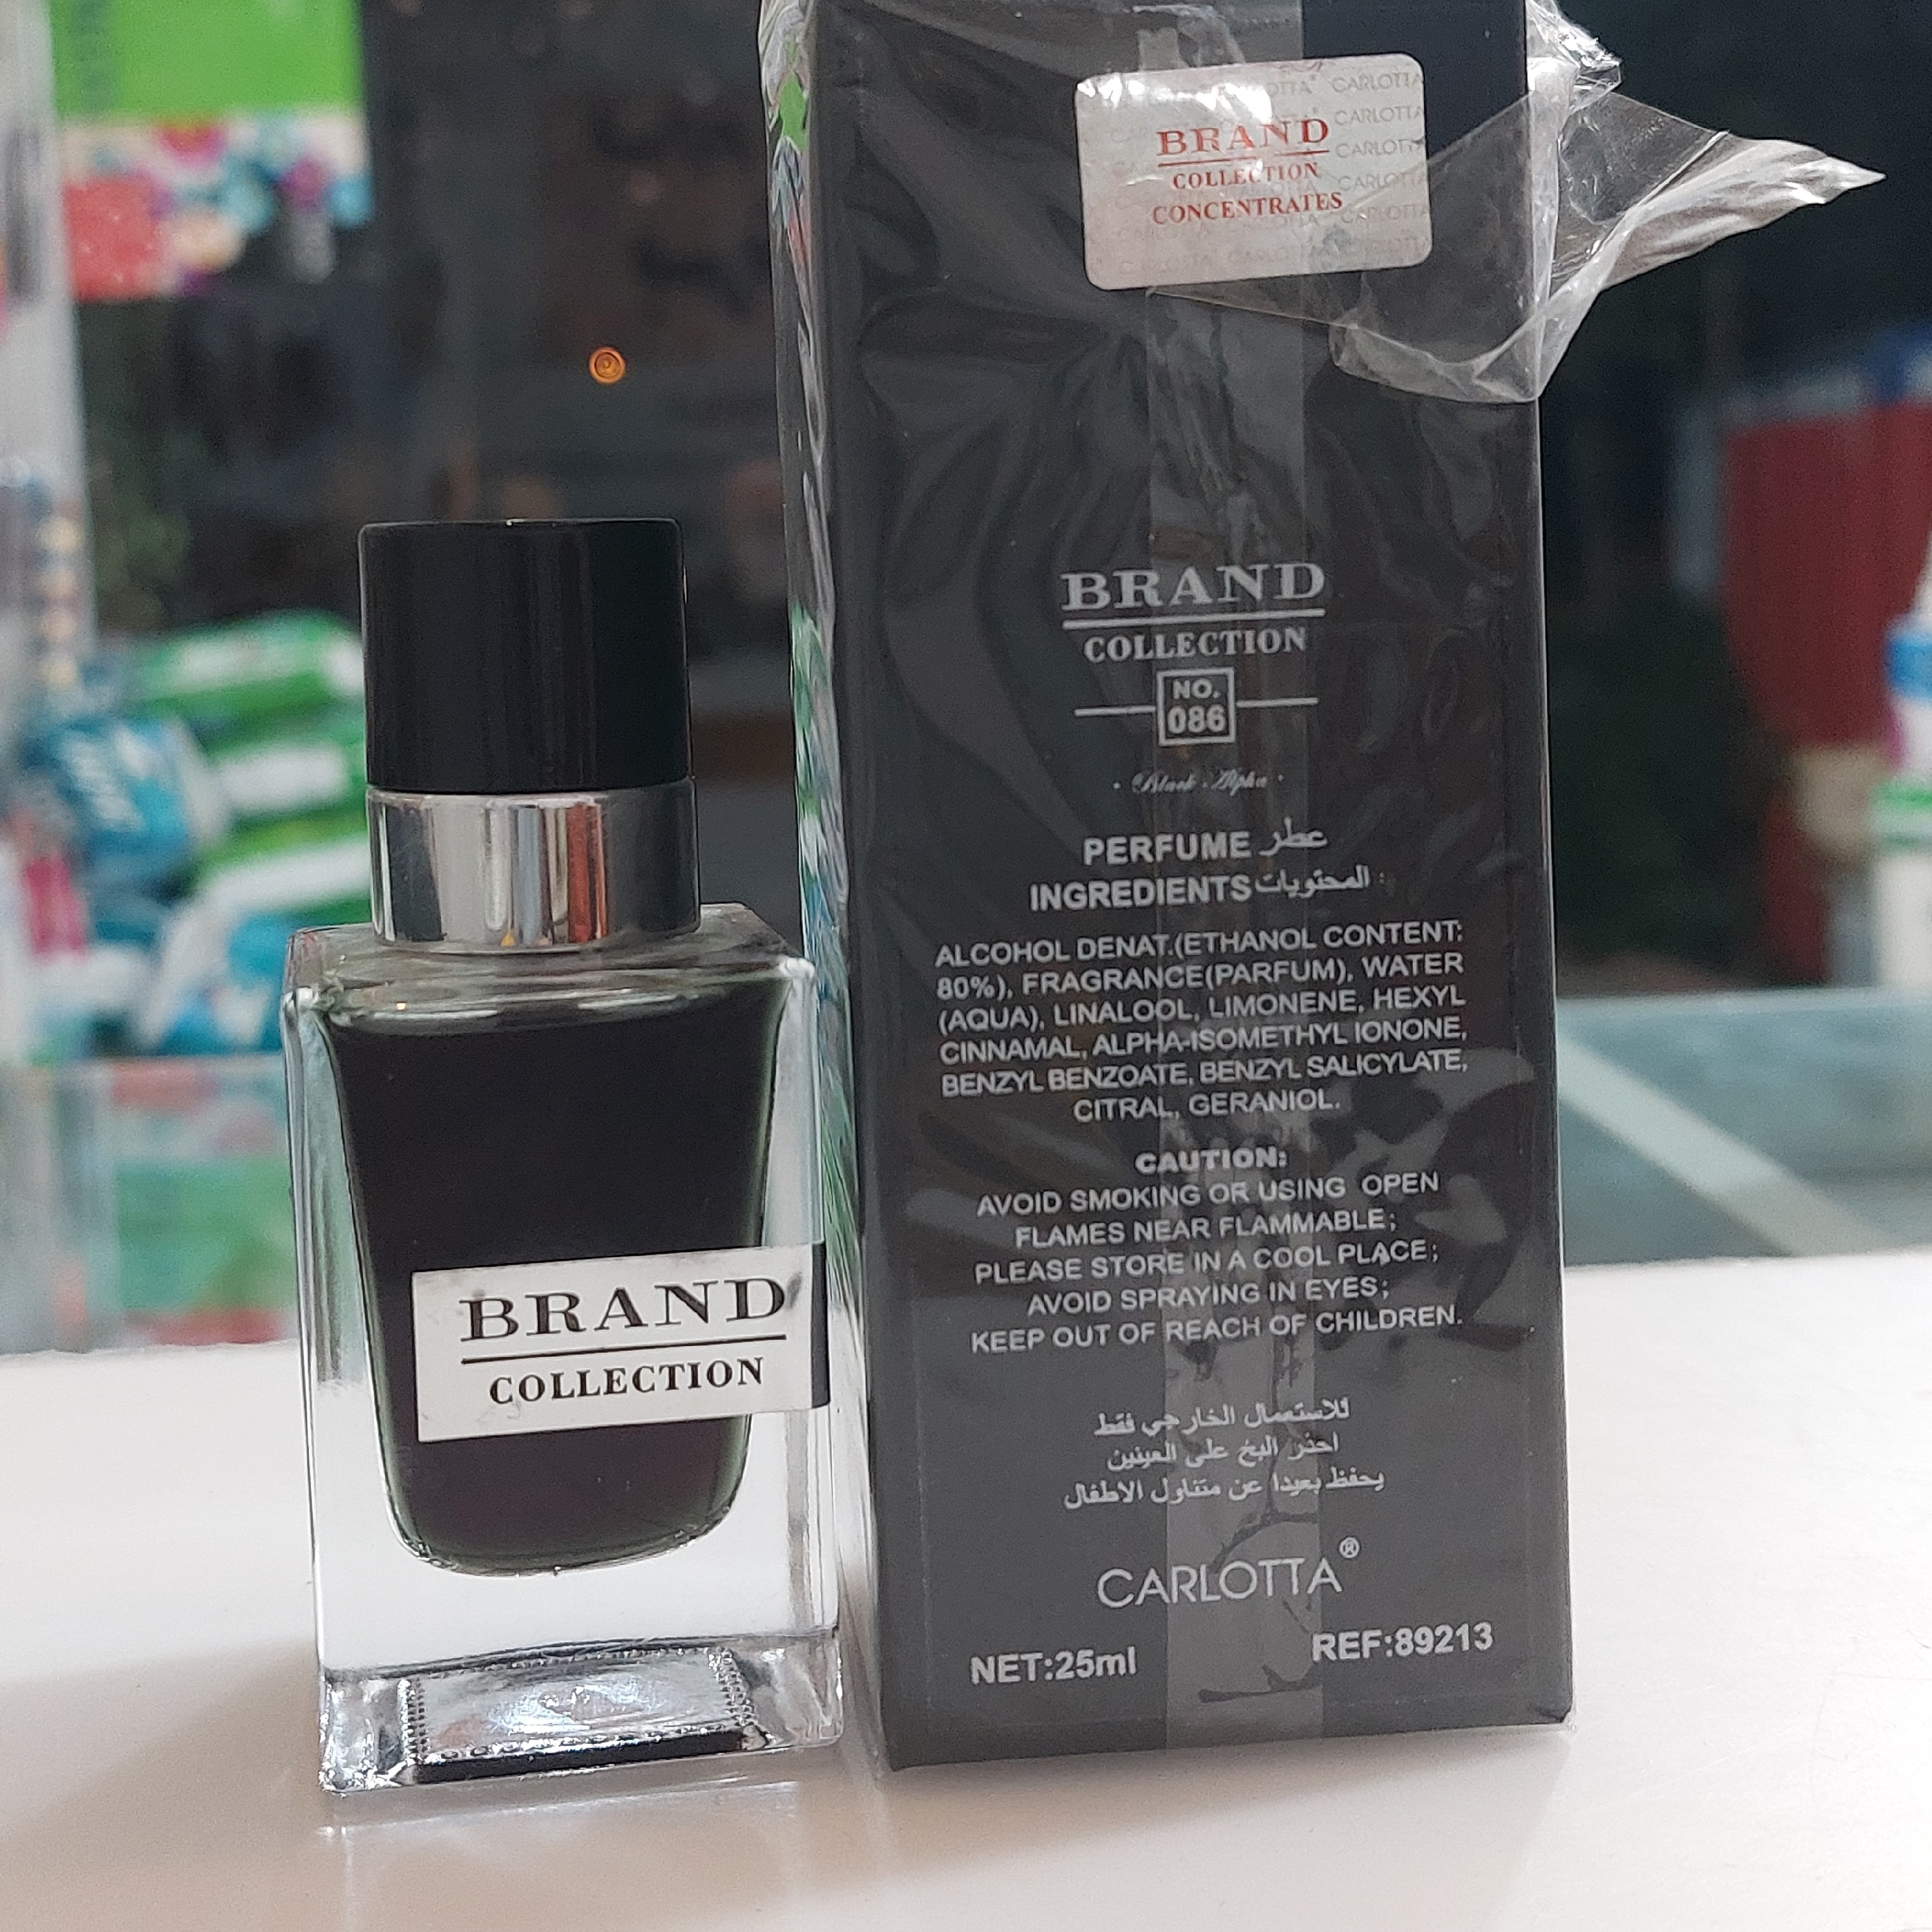 BRAND
COLLECTION
CONCENTRATES
BRAND
COLLECTION
NO.
086
· Black · Alpha ·
PERFUME عطر
INGREDIENTS المحتويات :
ALCOHOL DENAT.(ETHANOL CONTENT:
80%), FRAGRANCE(PARFUM), WATER
(AQUA), LINALOOL, LIMONENE, HEXYL
CINNAMAL, ALPHA-ISOMETHYL IONONE,
BENZYL BENZOATE, BENZYL SALICYLATE,
CITRAL, GERANIOL.
CAUTION:
AVOID SMOKING OR USING OPEN
FLAMES NEAR FLAMMABLE;
PLEASE STORE IN A COOL PLACE;
AVOID SPRAYING IN EYES;
KEEP OUT OF REACH OF CHILDREN.
للاستعمال الخارجي فقط
احذر البخ على العينين
يحفظ بعيدا عن متناول الاطفال
CARLOTTA®
NET:25ml REF:89213
BRAND
COLLECTION